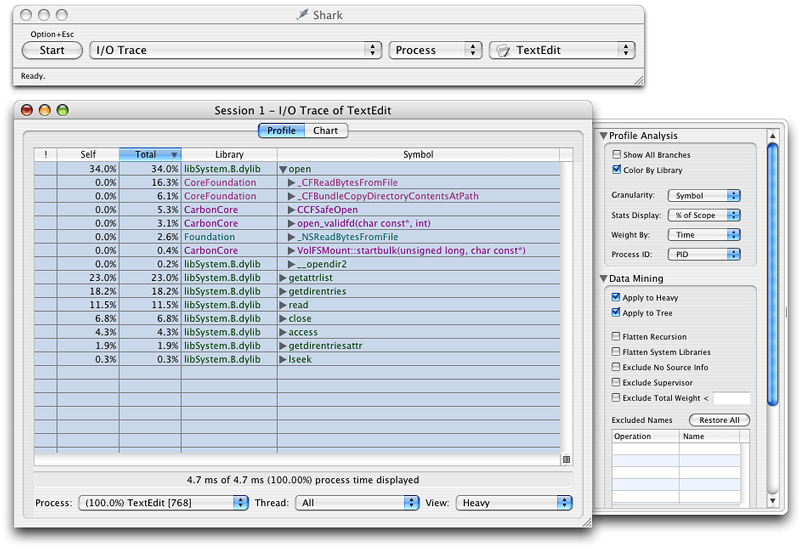 Shark
Option+Esc
Start I/O Trace Process TextEdit
Ready.
Session 1 - I/O Trace of TextEdit
Profile Chart
! Self Total Library Symbol
34.0% 34.0% libSystem.B.dylib open
0.0% 16.3% CoreFoundation _CFReadBytesFromFile
0.0% 6.1% CoreFoundation _CFBundleCopyDirectoryContentsAtPath
0.0% 5.3% CarbonCore CCFSafeOpen
0.0% 3.1% CarbonCore open_validfd(char const*, int)
0.0% 2.6% Foundation _NSReadBytesFromFile
0.0% 0.4% CarbonCore VolFSMount::startbulk(unsigned long, char const*)
0.0% 0.2% libSystem.B.dylib __opendir2
23.0% 23.0% libSystem.B.dylib getattrlist
18.2% 18.2% libSystem.B.dylib getdirentries
11.5% 11.5% libSystem.B.dylib read
6.8% 6.8% libSystem.B.dylib close
4.3% 4.3% libSystem.B.dylib access
1.9% 1.9% libSystem.B.dylib getdirentriesattr
0.3% 0.3% libSystem.B.dylib lseek
4.7 ms of 4.7 ms (100.00%) process time displayed
Process: (100.0%) TextEdit [768] Thread: All View: Heavy
Profile Analysis
Show All Branches
Color By Library
Granularity: Symbol
Stats Display: % of Scope
Weight By: Time
Process ID: PID
Data Mining
Apply to Heavy
Apply to Tree
Flatten Recursion
Flatten System Libraries
Exclude No Source Info
Exclude Supervisor
Exclude Total Weight <
Excluded Names Restore All
Operation Name